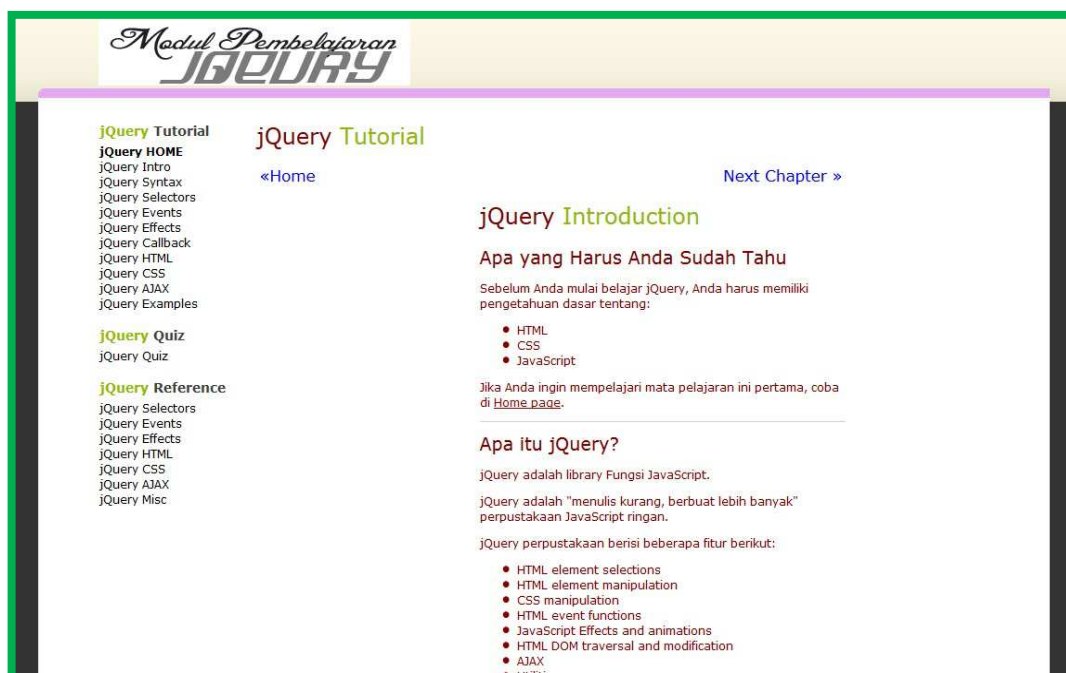 Modul Pembelajaran
JQEURY
jQuery Tutorial
jQuery HOME
jQuery Intro
jQuery Syntax
jQuery Selectors
jQuery Events
jQuery Effects
jQuery Callback
jQuery HTML
jQuery CSS
jQuery AJAX
jQuery Examples
jQuery Quiz
jQuery Quiz
jQuery Reference
jQuery Selectors
jQuery Events
jQuery Effects
jQuery HTML
jQuery CSS
jQuery AJAX
jQuery Misc
jQuery Tutorial
«Home
Next Chapter »
jQuery Introduction
Apa yang Harus Anda Sudah Tahu
Sebelum Anda mulai belajar jQuery, Anda harus memiliki
pengetahuan dasar tentang:
HTML
CSS
JavaScript
Jika Anda ingin mempelajari mata pelajaran ini pertama, coba
di Home page.
Apa itu jQuery?
jQuery adalah library Fungsi JavaScript.
jQuery adalah "menulis kurang, berbuat lebih banyak"
perpustakaan JavaScript ringan.
jQuery perpustakaan berisi beberapa fitur berikut:
HTML element selections
HTML element manipulation
CSS manipulation
HTML event functions
JavaScript Effects and animations
HTML DOM traversal and modification
AJAX